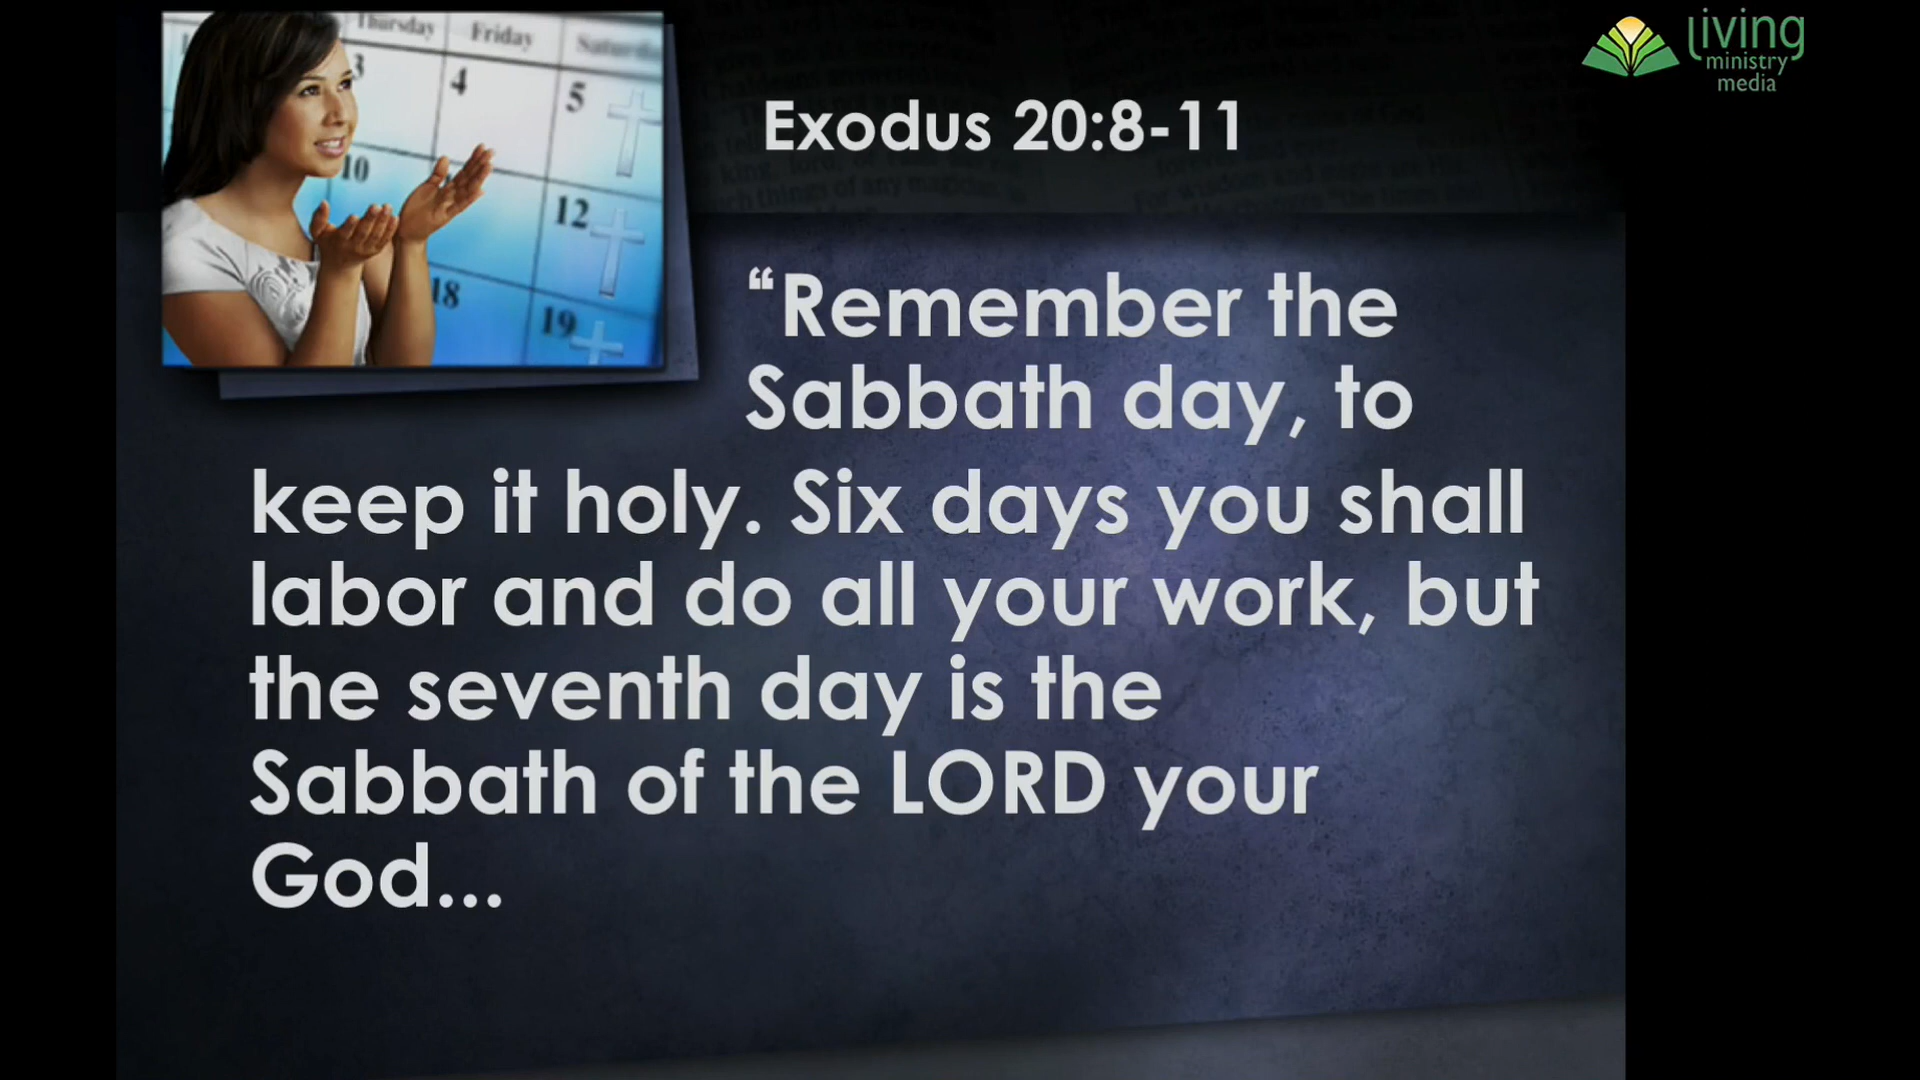 Thursday Friday Saturday
3 4 5
10 12
18 19
living
ministry
media
Exodus 20:8-11
“Remember the
Sabbath day, to
keep it holy. Six days you shall
labor and do all your work, but
the seventh day is the
Sabbath of the LORD your
God...